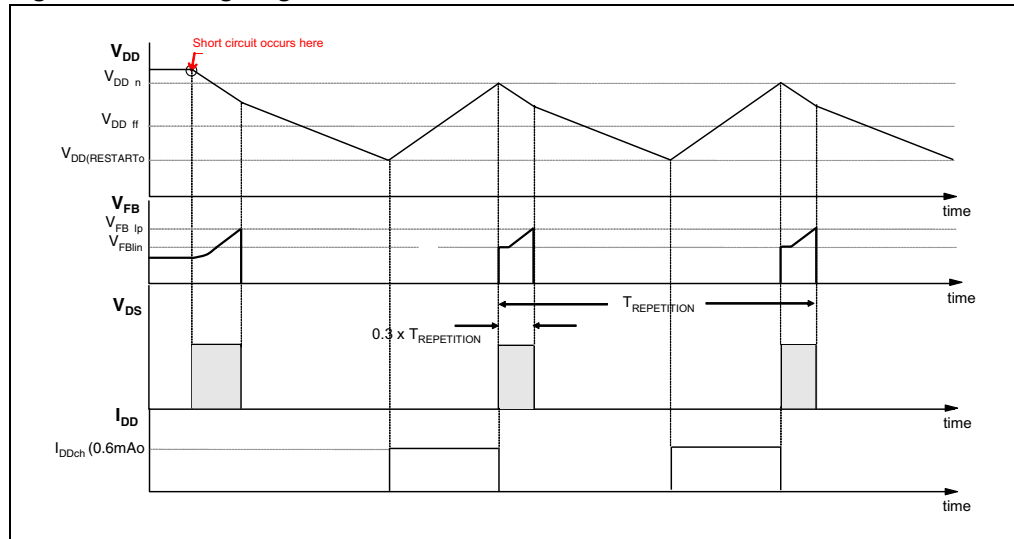 Short circuit occurs here
VDD
VDD n
VDD ff
VDD(RESTARTo
time
VFB
VFB lp
VFBlin
time
VDS
TREPETITION
0.3 x TREPETITION
time
IDD
IDDch (0.6mAo
time